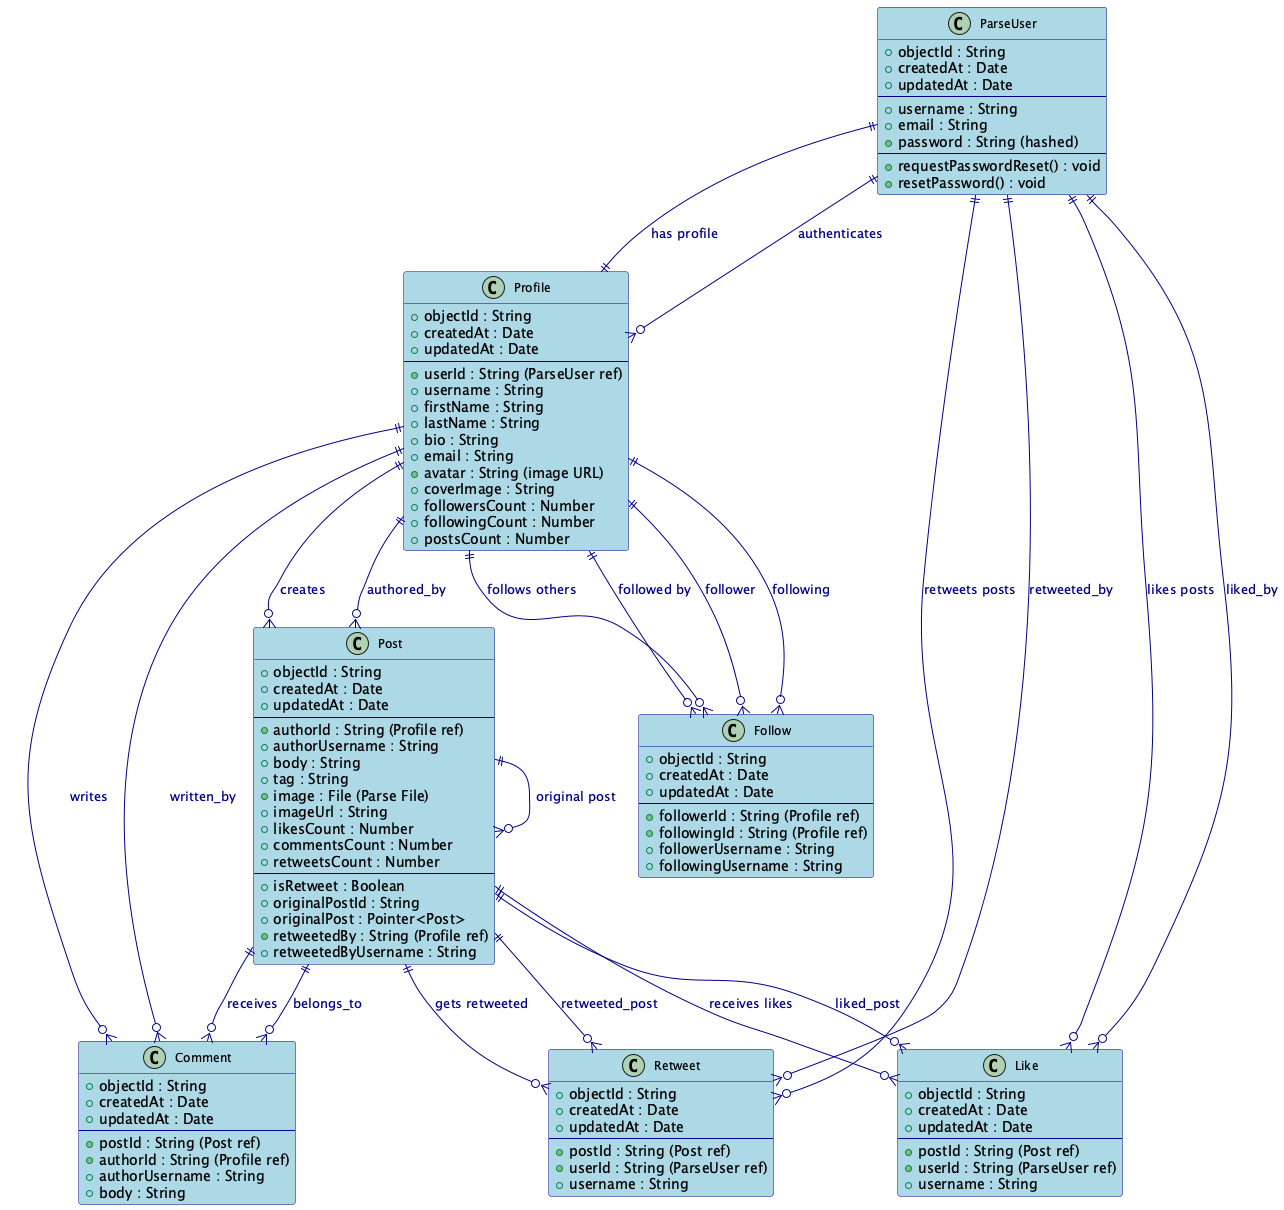 C ParseUser
objectId : String
createdAt : Date
updatedAt : Date
username : String
email : String
password : String (hashed)
requestPasswordReset() : void
resetPassword() : void
has profile
authenticates
C Profile
objectId : String
createdAt : Date
updatedAt : Date
userId : String (ParseUser ref)
username : String
firstName : String
lastName : String
bio : String
email : String
avatar : String (image URL)
coverImage : String
followersCount : Number
followingCount : Number
postsCount : Number
creates
authored_by
follows others
followed by
follower
following
retweets posts
retweeted_by
likes posts
liked_by
C Post
objectId : String
createdAt : Date
updatedAt : Date
authorId : String (Profile ref)
authorUsername : String
body : String
tag : String
image : File (Parse File)
imageUrl : String
likesCount : Number
commentsCount : Number
retweetsCount : Number
isRetweet : Boolean
originalPostId : String
originalPost : Pointer<Post>
retweetedBy : String (Profile ref)
retweetedByUsername : String
C Follow
objectId : String
createdAt : Date
updatedAt : Date
followerId : String (Profile ref)
followingId : String (Profile ref)
followerUsername : String
followingUsername : String
writes
written_by
original post
receives
belongs_to
gets retweeted
retweeted_post
receives likes
liked_post
C Comment
objectId : String
createdAt : Date
updatedAt : Date
postId : String (Post ref)
authorId : String (Profile ref)
authorUsername : String
body : String
C Retweet
objectId : String
createdAt : Date
updatedAt : Date
postId : String (Post ref)
userId : String (ParseUser ref)
username : String
C Like
objectId : String
createdAt : Date
updatedAt : Date
postId : String (Post ref)
userId : String (ParseUser ref)
username : String